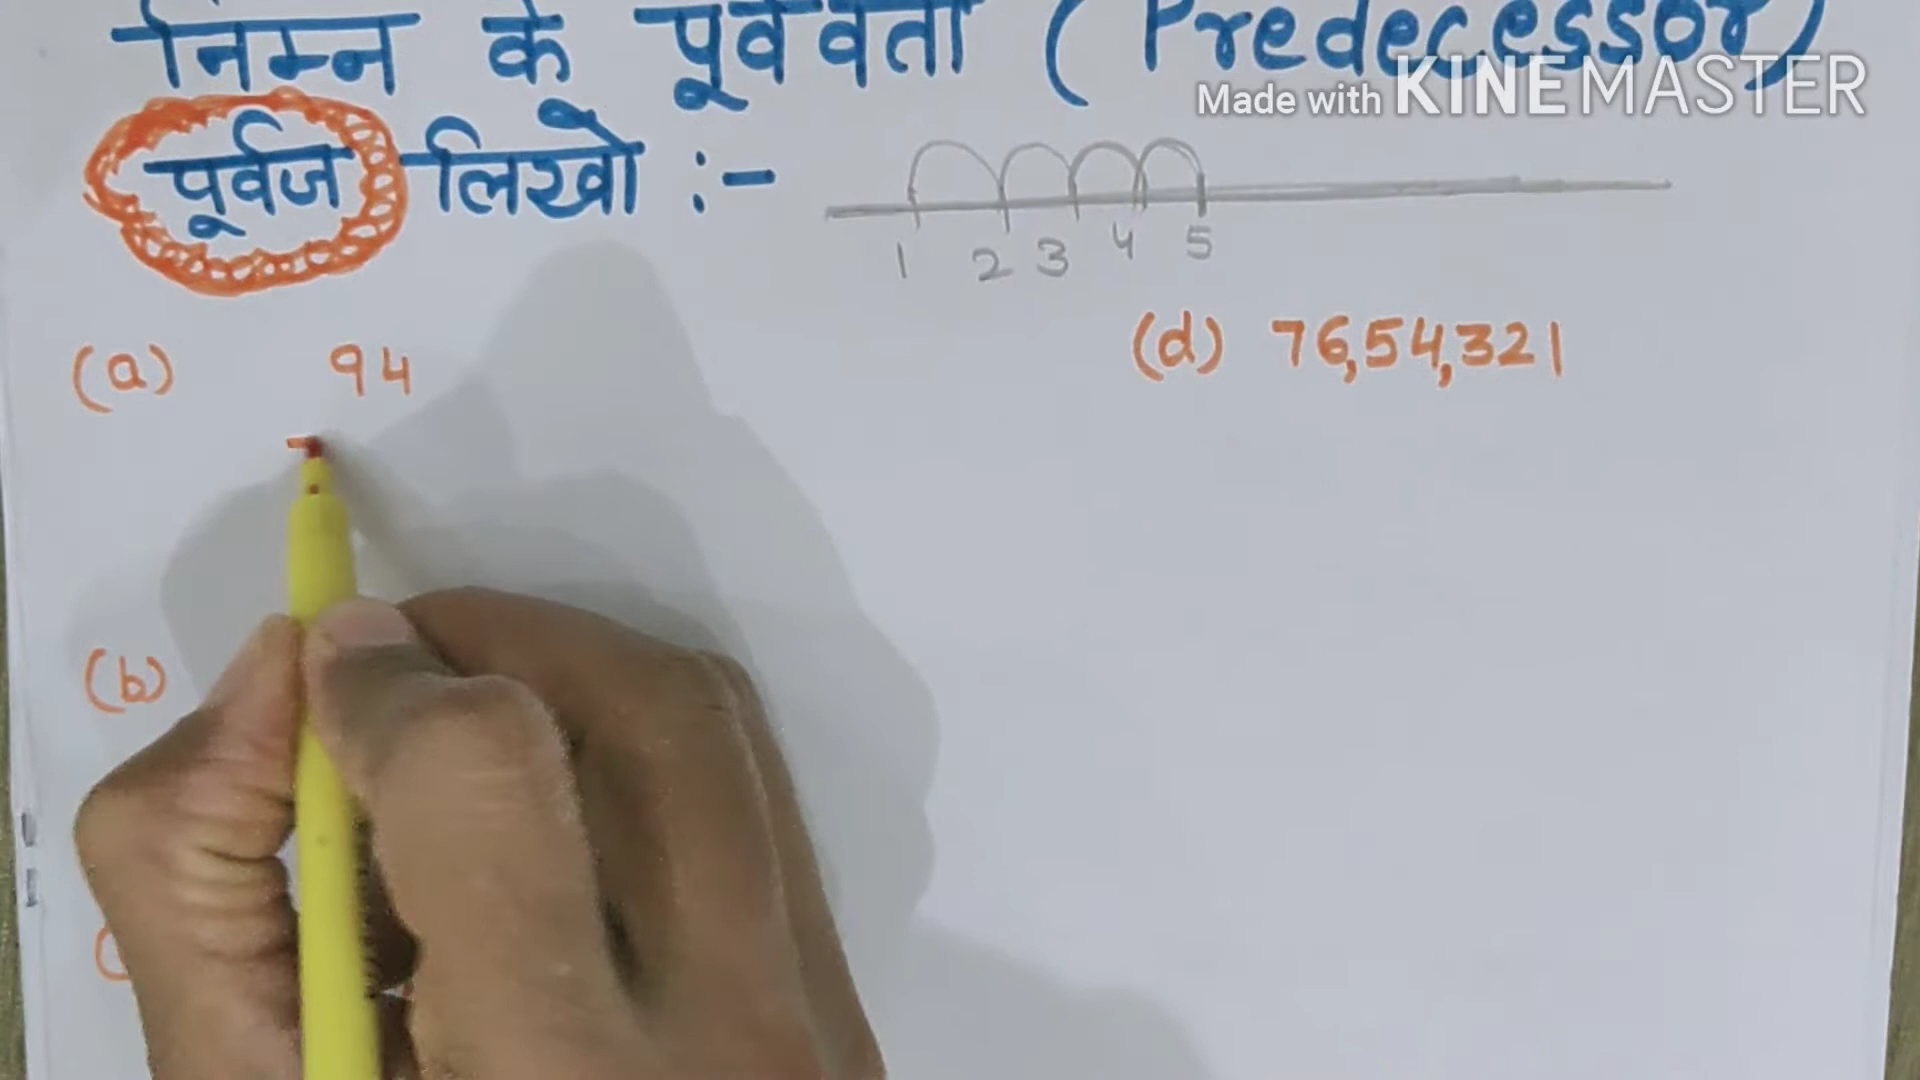 निम्न के पूर्ववर्ती (Predecessor)
Made with KINEMASTER
पूर्वज लिखो :-
1 2 3 4 5
(a) 94
(d) 76,54,321
(b)